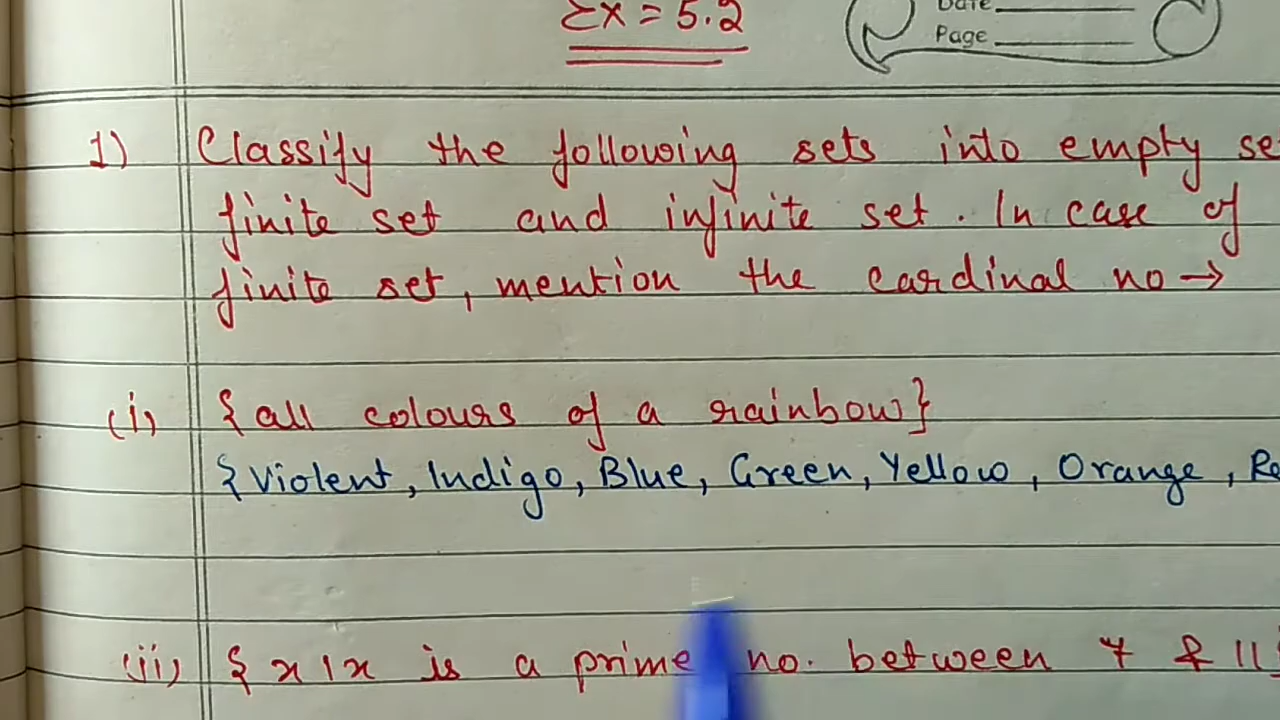 Ex = 5.2
Date
Page
1) Classify the following sets into empty se
finite set and infinite set. In case of
finite set, mention the cardinal no →
(i) {all colours of a rainbow}
{Violent, Indigo, Blue, Green, Yellow, Orange, Re
(ii) {x | x is a prime no. between 7 & 11}